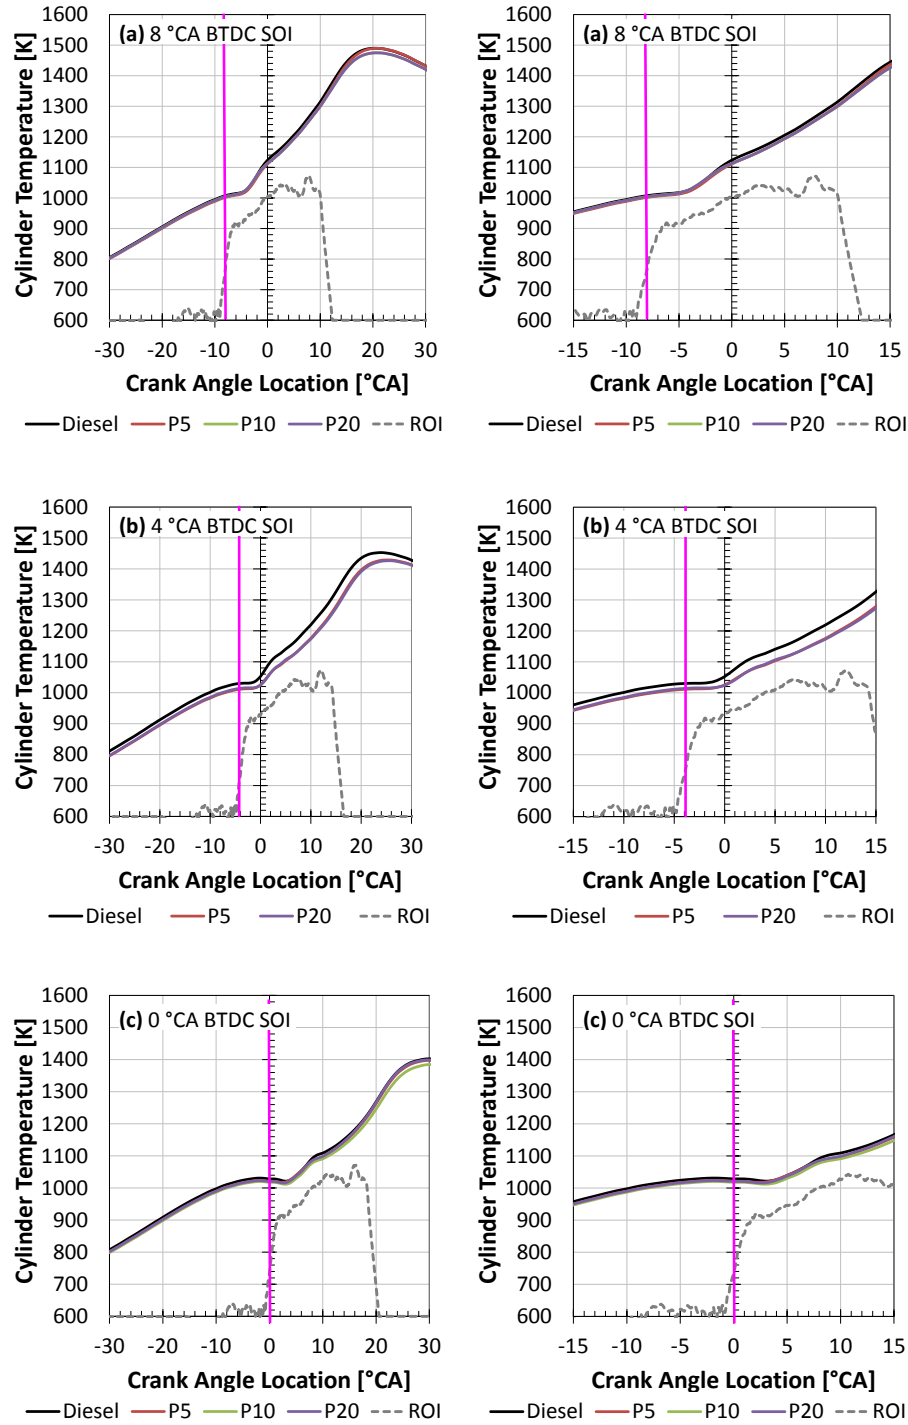 (a) 8 °CA BTDC SOI
Cylinder Temperature [K]
1600
1500
1400
1300
1200
1100
1000
900
800
700
600
-30 -20 -10 0 10 20 30
Crank Angle Location [°CA]
Diesel P5 P10 P20 ROI
(a) 8 °CA BTDC SOI
Cylinder Temperature [K]
1600
1500
1400
1300
1200
1100
1000
900
800
700
600
-15 -10 -5 0 5 10 15
Crank Angle Location [°CA]
Diesel P5 P10 P20 ROI
(b) 4 °CA BTDC SOI
Cylinder Temperature [K]
1600
1500
1400
1300
1200
1100
1000
900
800
700
600
-30 -20 -10 0 10 20 30
Crank Angle Location [°CA]
Diesel P5 P20 ROI
(b) 4 °CA BTDC SOI
Cylinder Temperature [K]
1600
1500
1400
1300
1200
1100
1000
900
800
700
600
-15 -10 -5 0 5 10 15
Crank Angle Location [°CA]
Diesel P5 P20 ROI
(c) 0 °CA BTDC SOI
Cylinder Temperature [K]
1600
1500
1400
1300
1200
1100
1000
900
800
700
600
-30 -20 -10 0 10 20 30
Crank Angle Location [°CA]
Diesel P5 P10 P20 ROI
(c) 0 °CA BTDC SOI
Cylinder Temperature [K]
1600
1500
1400
1300
1200
1100
1000
900
800
700
600
-15 -10 -5 0 5 10 15
Crank Angle Location [°CA]
Diesel P5 P10 P20 ROI